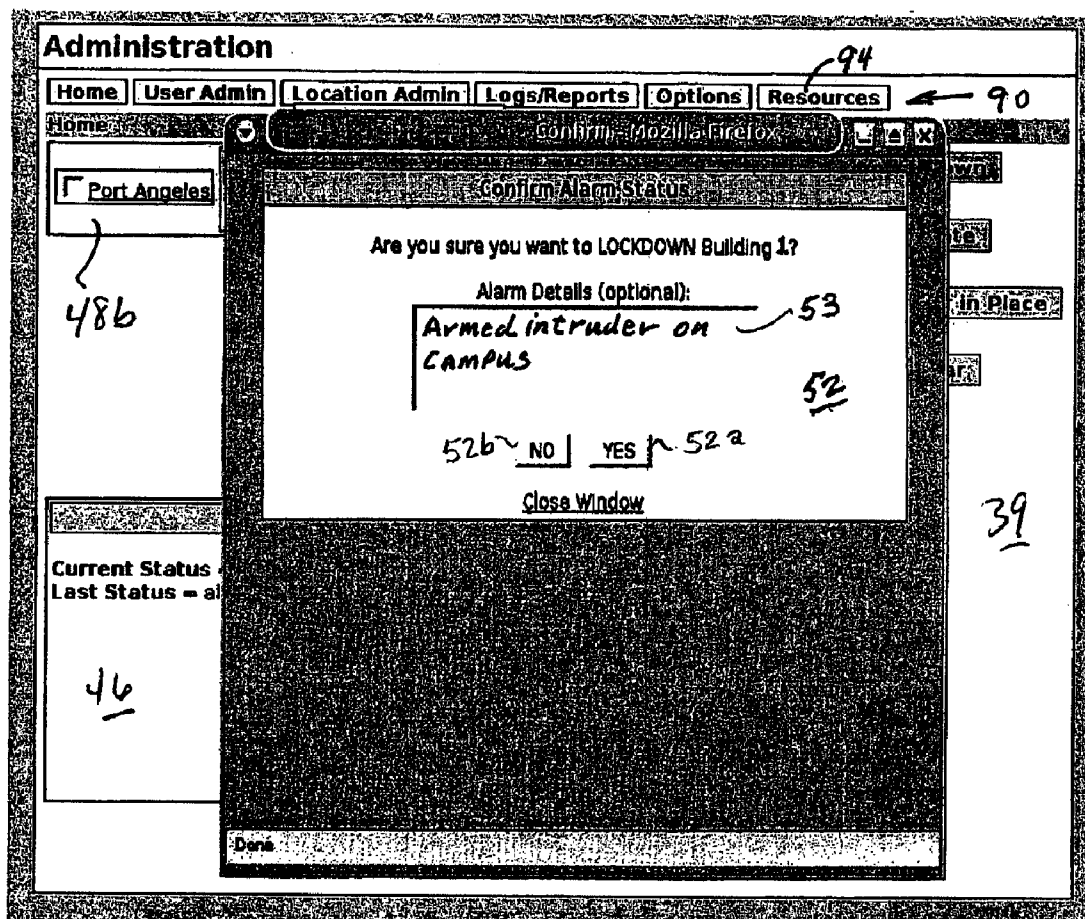 Administration
94
Home User Admin Location Admin Logs/Reports Options Resources
90
Home
Confirm - Mozilla Firefox
Confirm Alarm Status
Port Angeles
Are you sure you want to LOCKDOWN Building 1?
48b
Alarm Details (optional):
in Place
Armed intruder on
53
CAMPUS
52
52b NO YES 52a
Close Window
39
Current Status
Last Status = al
46
Done